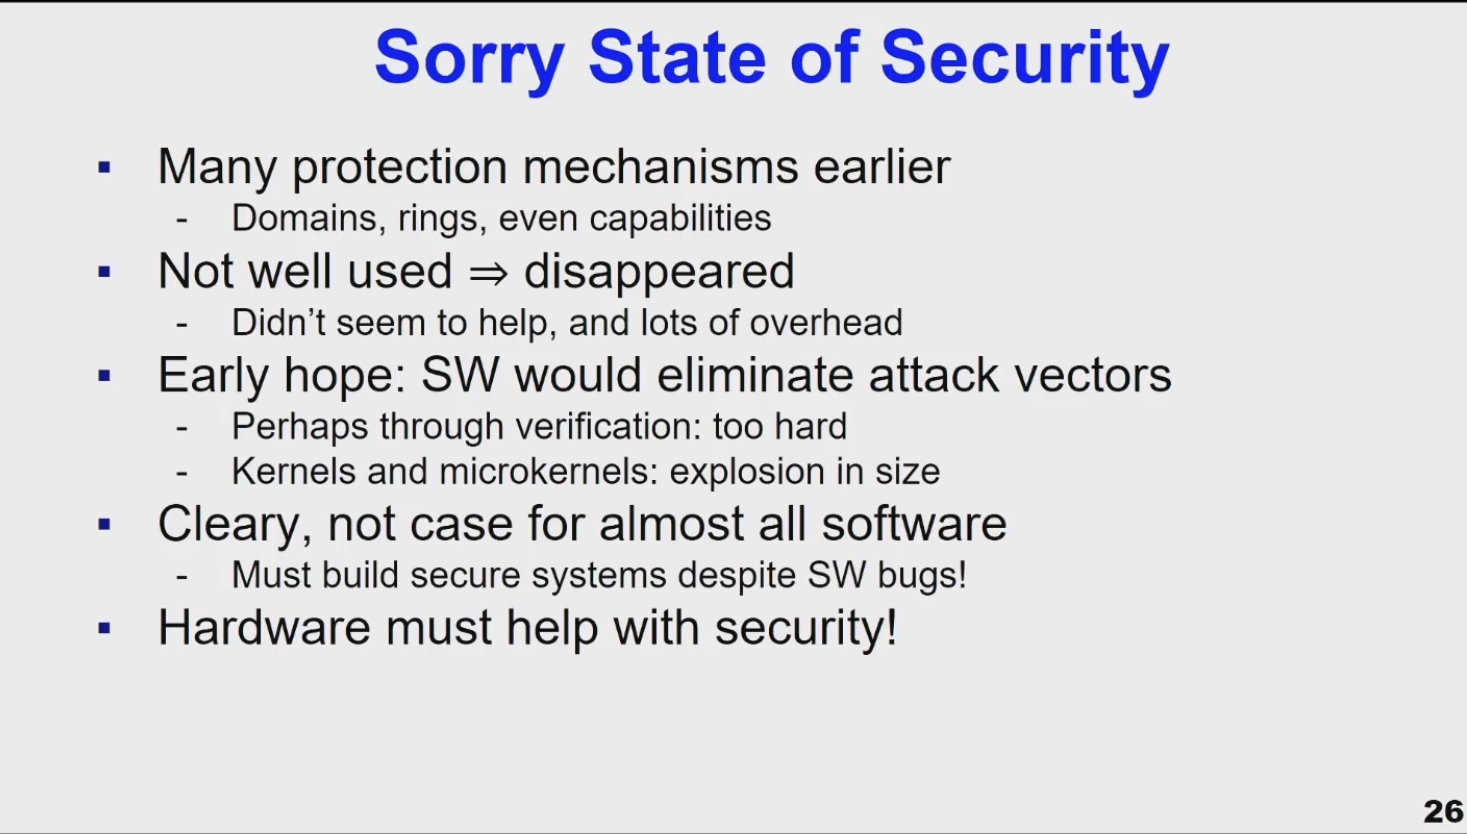 Sorry State of Security
▪ Many protection mechanisms earlier
- Domains, rings, even capabilities
▪ Not well used ⇒ disappeared
- Didn’t seem to help, and lots of overhead
▪ Early hope: SW would eliminate attack vectors
- Perhaps through verification: too hard
- Kernels and microkernels: explosion in size
▪ Cleary, not case for almost all software
- Must build secure systems despite SW bugs!
▪ Hardware must help with security!
26